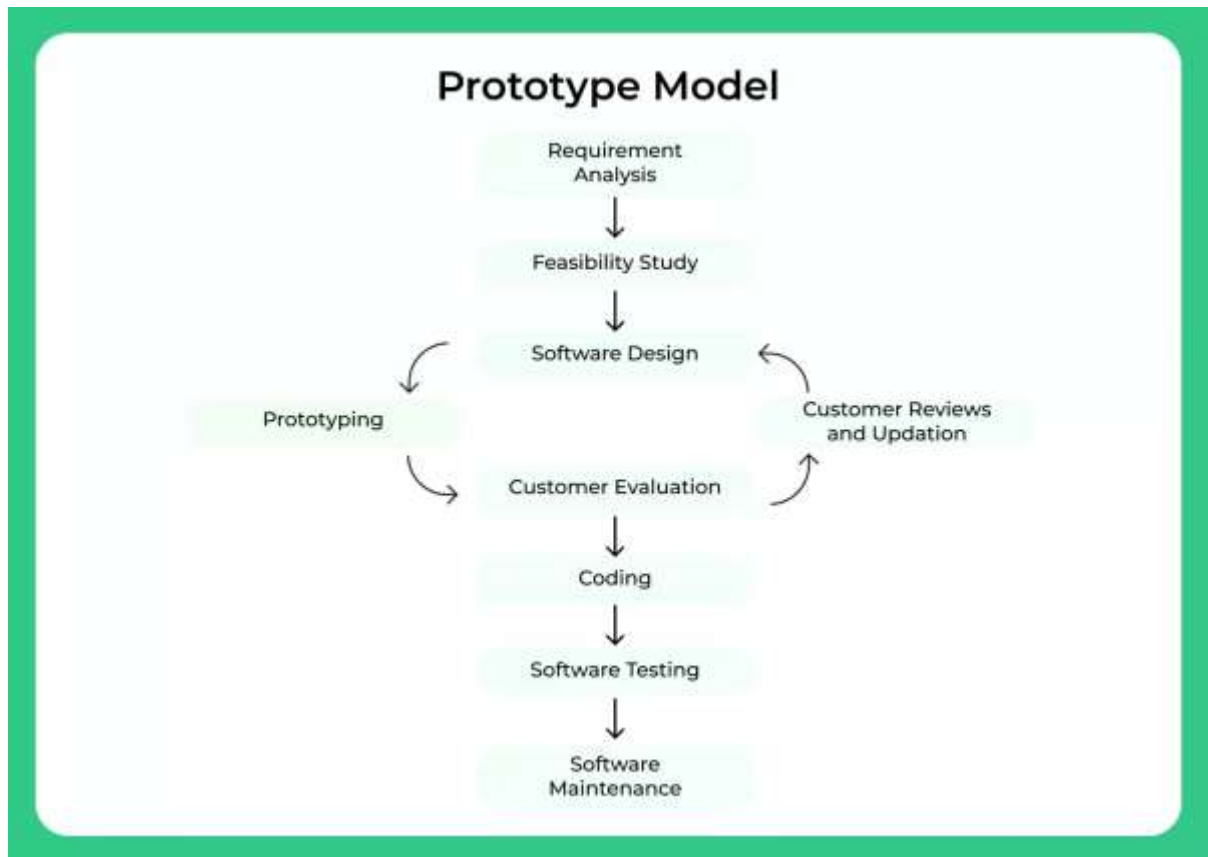 Prototype Model
Requirement
Analysis
Feasibility Study
Software Design
Prototyping
Customer Reviews
and Updation
Customer Evaluation
Coding
Software Testing
Software
Maintenance